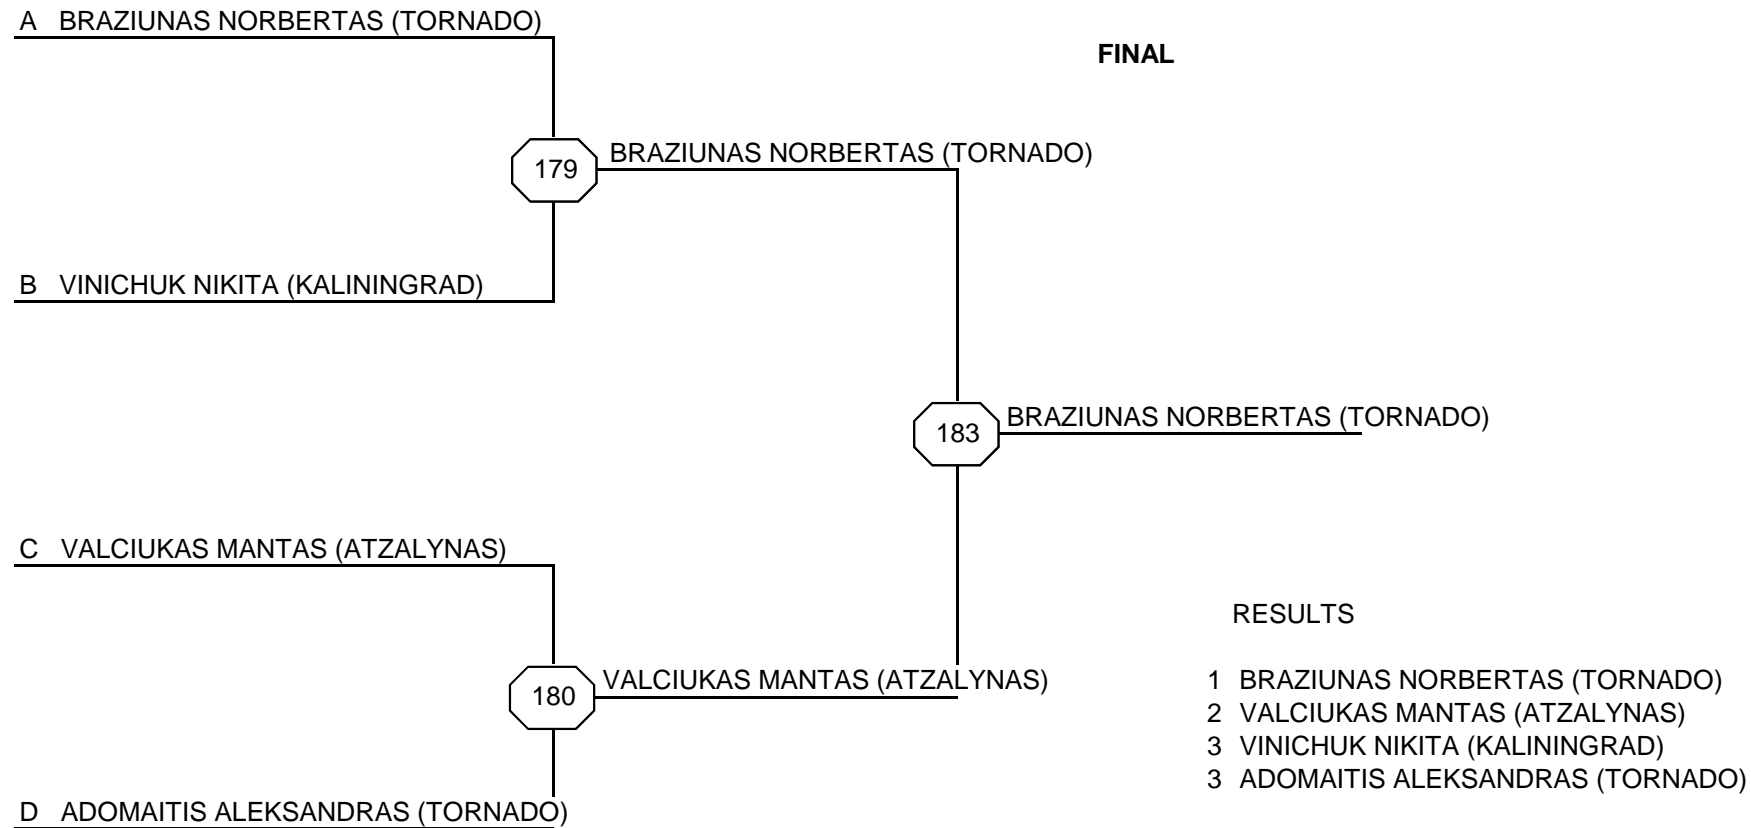 A BRAZIUNAS NORBERTAS (TORNADO)
FINAL
179
BRAZIUNAS NORBERTAS (TORNADO)
B VINICHUK NIKITA (KALININGRAD)
183
BRAZIUNAS NORBERTAS (TORNADO)
C VALCIUKAS MANTAS (ATZALYNAS)
180
VALCIUKAS MANTAS (ATZALYNAS)
D ADOMAITIS ALEKSANDRAS (TORNADO)
RESULTS
1 BRAZIUNAS NORBERTAS (TORNADO)
2 VALCIUKAS MANTAS (ATZALYNAS)
3 VINICHUK NIKITA (KALININGRAD)
3 ADOMAITIS ALEKSANDRAS (TORNADO)